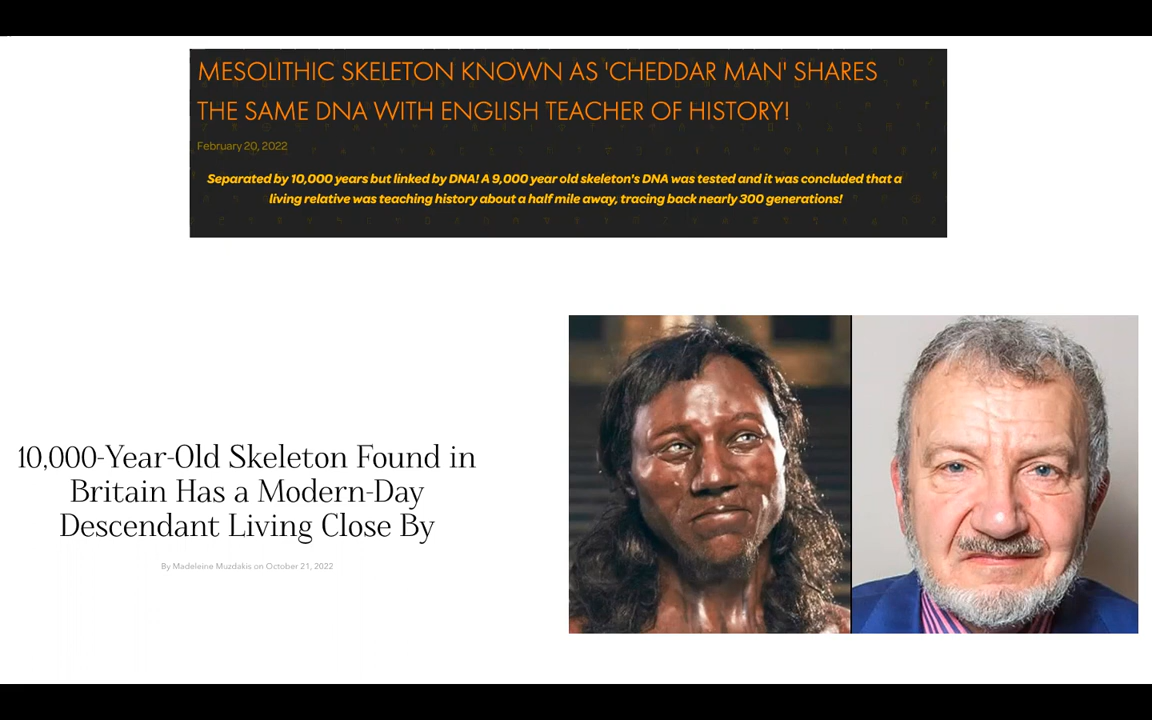 MESOLITHIC SKELETON KNOWN AS 'CHEDDAR MAN' SHARES
THE SAME DNA WITH ENGLISH TEACHER OF HISTORY!
February 20, 2022
Separated by 10,000 years but linked by DNA! A 9,000 year old skeleton's DNA was tested and it was concluded that a
living relative was teaching history about a half mile away, tracing back nearly 300 generations!
10,000-Year-Old Skeleton Found in
Britain Has a Modern-Day
Descendant Living Close By
By Madeleine Muzdakis on October 21, 2022